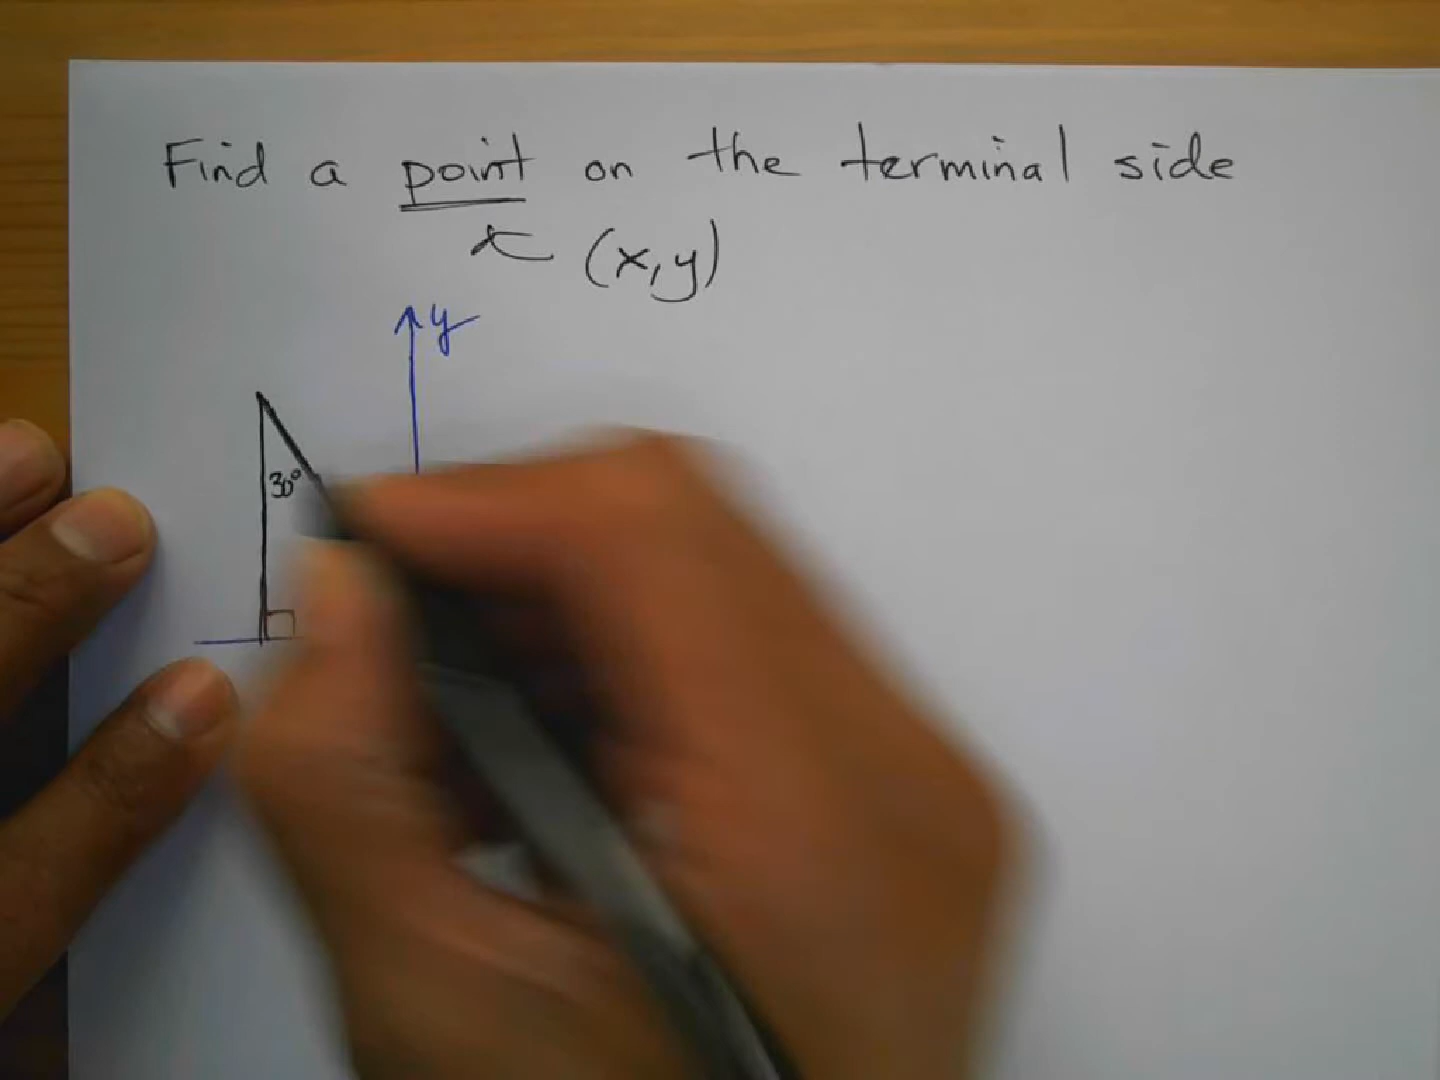 Find a point on the terminal side
(x,y)
y
30°